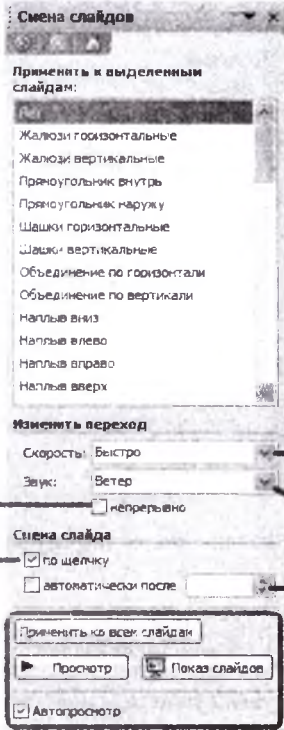 Смена слайдов
Применить к выделенным
слайдам:
Нет
Жалюзи горизонтальные
Жалюзи вертикальные
Прямоугольник внутрь
Прямоугольник наружу
Шашки горизонтальные
Шашки вертикальные
Объединение по горизонтали
Объединение по вертикали
Наплыв вниз
Наплыв влево
Наплыв вправо
Наплыв вверх
Изменить переход
Скорость: Быстро
Звук: Ветер
непрерывно
Смена слайда
по щелчку
автоматически после
Применить ко всем слайдам
Просмотр Показ слайдов
Автопросмотр